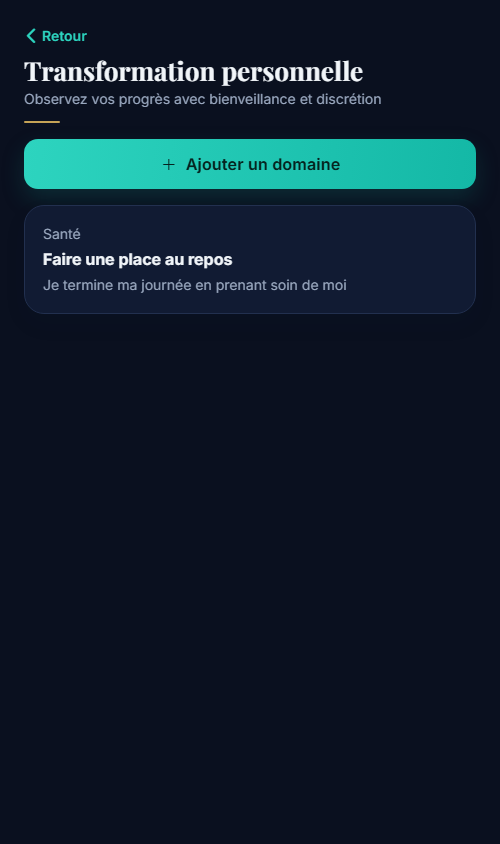 Retour
Transformation personnelle
Observez vos progrès avec bienveillance et discrétion
+ Ajouter un domaine
Santé
Faire une place au repos
Je termine ma journée en prenant soin de moi